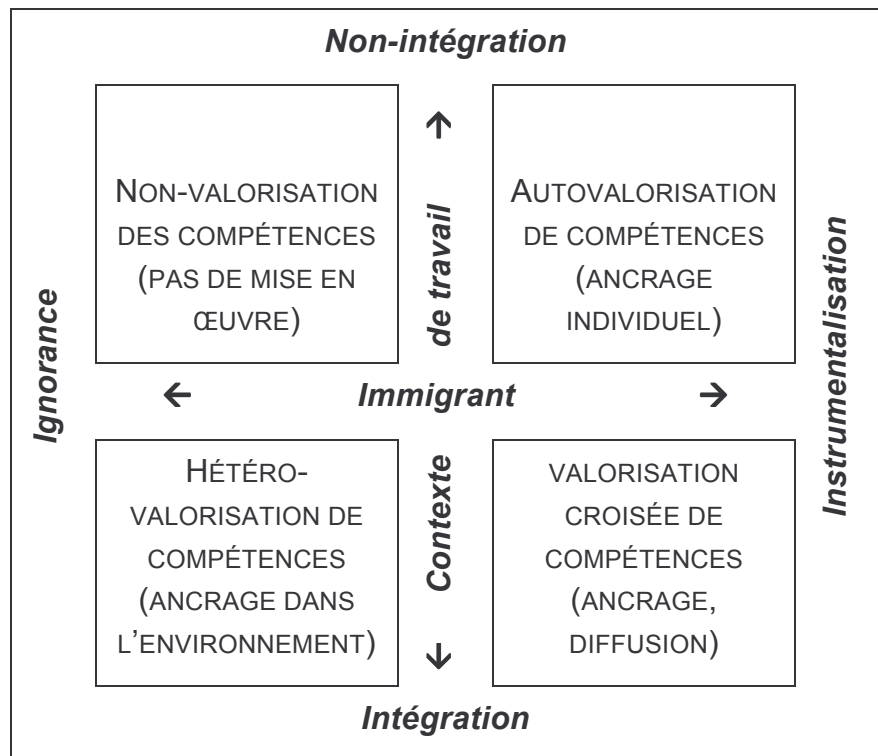 Non-intégration
NON-VALORISATION
DES COMPÉTENCES
(PAS DE MISE EN
ŒUVRE)
AUTOVALORISATION
DE COMPÉTENCES
(ANCRAGE
INDIVIDUEL)
Ignorance
← Immigrant →
Instrumentalisation
↑
Contexte de travail
↓
HÉTÉRO-
VALORISATION DE
COMPÉTENCES
(ANCRAGE DANS
L'ENVIRONNEMENT)
VALORISATION
CROISÉE DE
COMPÉTENCES
(ANCRAGE,
DIFFUSION)
Intégration